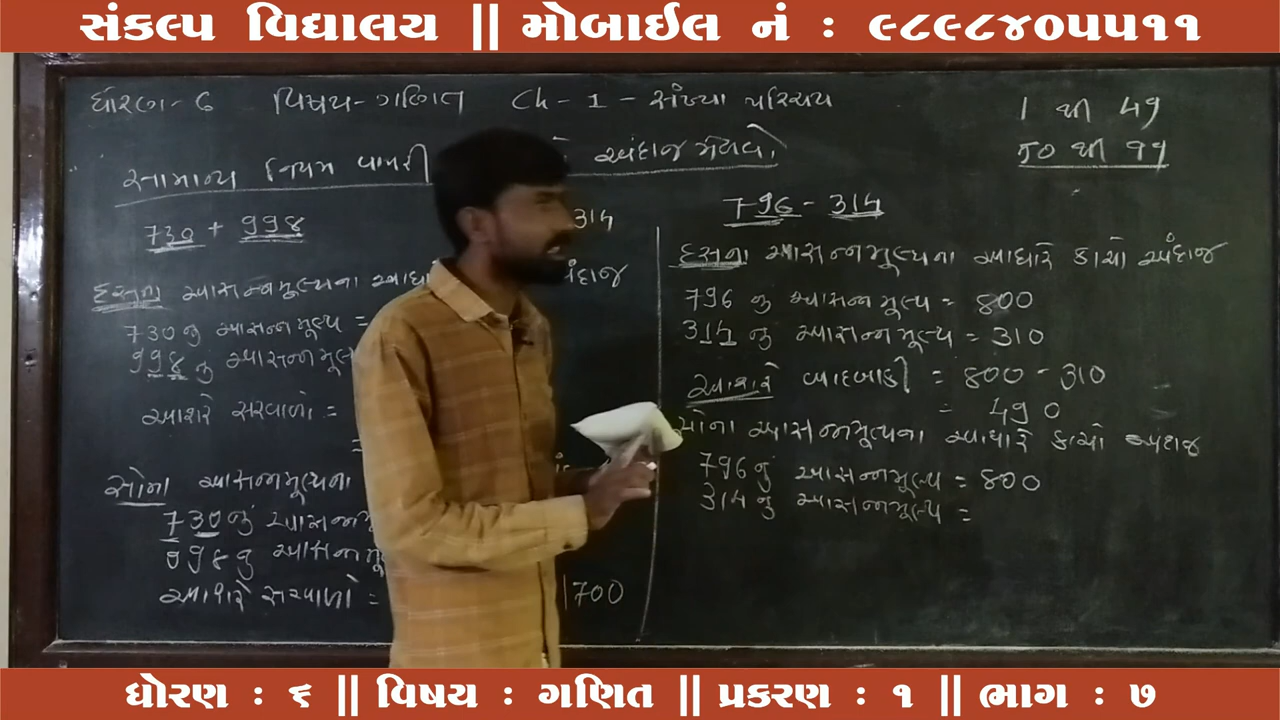 સંકલ્પ વિદ્યાલય || મોબાઈલ નં : ૯૮૯૮૪૦૫૫૧૧
ધોરણ - 6 વિષય - ગણિત Ch - 1 - સંખ્યા પરિચય
1 થી 49
50 થી 99
સામાન્ય નિયમ વાપરી અંદાજ મેળવો.
730 + 998
314
દસના આસન્નમૂલ્યના અંદાજ
730 નું આસન્નમૂલ્ય =
998 નું આસન્નમૂલ્
આશરે સરવાળો =
=
સોના આસન્નમૂલ્યના
730 નું
998 નું
આશરે સરવાળો = 1700
796 - 314
દસના આસન્નમૂલ્યના આધારે કાચો અંદાજ
796 નું આસન્નમૂલ્ય = 800
314 નું આસન્નમૂલ્ય = 310
આશરે બાદબાકી = 800 - 310
= 490
સોના આસન્નમૂલ્યના આધારે કાચો અંદાજ
796 નું આસન્નમૂલ્ય = 800
314 નું આસન્નમૂલ્ય =
ધોરણ : ૬ || વિષય : ગણિત || પ્રકરણ : ૧ || ભાગ : ૭